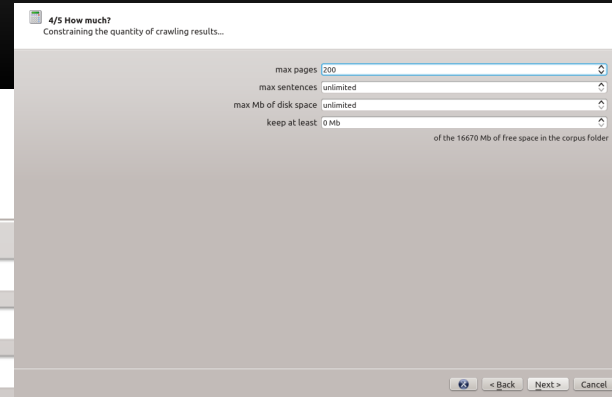 4/5 How much?
Constraining the quantity of crawling results...
max pages 200
max sentences unlimited
max Mb of disk space unlimited
keep at least 0 Mb
of the 16670 Mb of free space in the corpus folder
< Back Next > Cancel